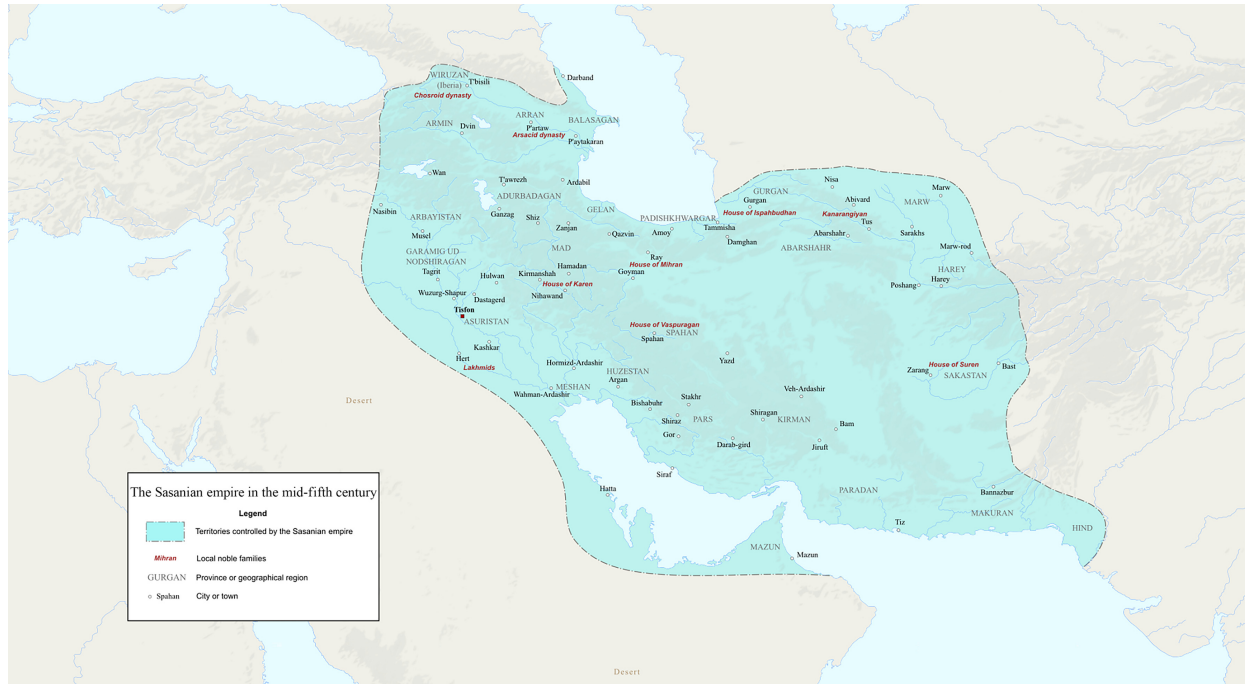 Darband
WIRUZAN
(Iberia)
T'bisili
Chosroid dynasty
ARRAN
P'artaw
Arsacid dynasty
BALASAGAN
ARMIN
Dvin
P'aytakaran
Wan
T'awrezh
Ardabil
ADURBADAGAN
Nasibin
ARBAYISTAN
Ganzag
Shiz
Zanjan
GELAN
Musel
Qazvin
PADISHKHWARGAR
Amoy
Tammisha
Damghan
GURGAN
Gurgan
House of Ispahbudhan
Nisa
Abivard
Kanarangiyan
Tus
Abarshahr
ABARSHAHR
Marw
MARW
Sarakhs
Marw-rod
HAREY
Harey
Poshang
GARAMIG UD
NODSHIRAGAN
Tagrit
Hulwan
MAD
Hamadan
Kirmanshah
House of Karen
Nihawand
Ray
House of Mihran
Goyman
Wuzurg-Shapur
Dastagerd
Tisfon
ASURISTAN
Kashkar
Hert
Lakhmids
House of Vaspuragan
SPAHAN
Spahan
Yazd
Hormizd-Ardashir
HUZESTAN
Argan
MESHAN
Wahman-Ardashir
Bishabuhr
Stakhr
Shiraz
PARS
Gor
Darab-gird
Veh-Ardashir
Shiragan
KIRMAN
Bam
Jiruft
House of Suren
Zarang
SAKASTAN
Bast
Siraf
Hatta
PARADAN
Bannazbur
MAKURAN
Tiz
HIND
MAZUN
Mazun
Desert
Desert
The Sasanian empire in the mid-fifth century
Legend
Territories controlled by the Sasanian empire
Mihran Local noble families
GURGAN Province or geographical region
Spahan City or town